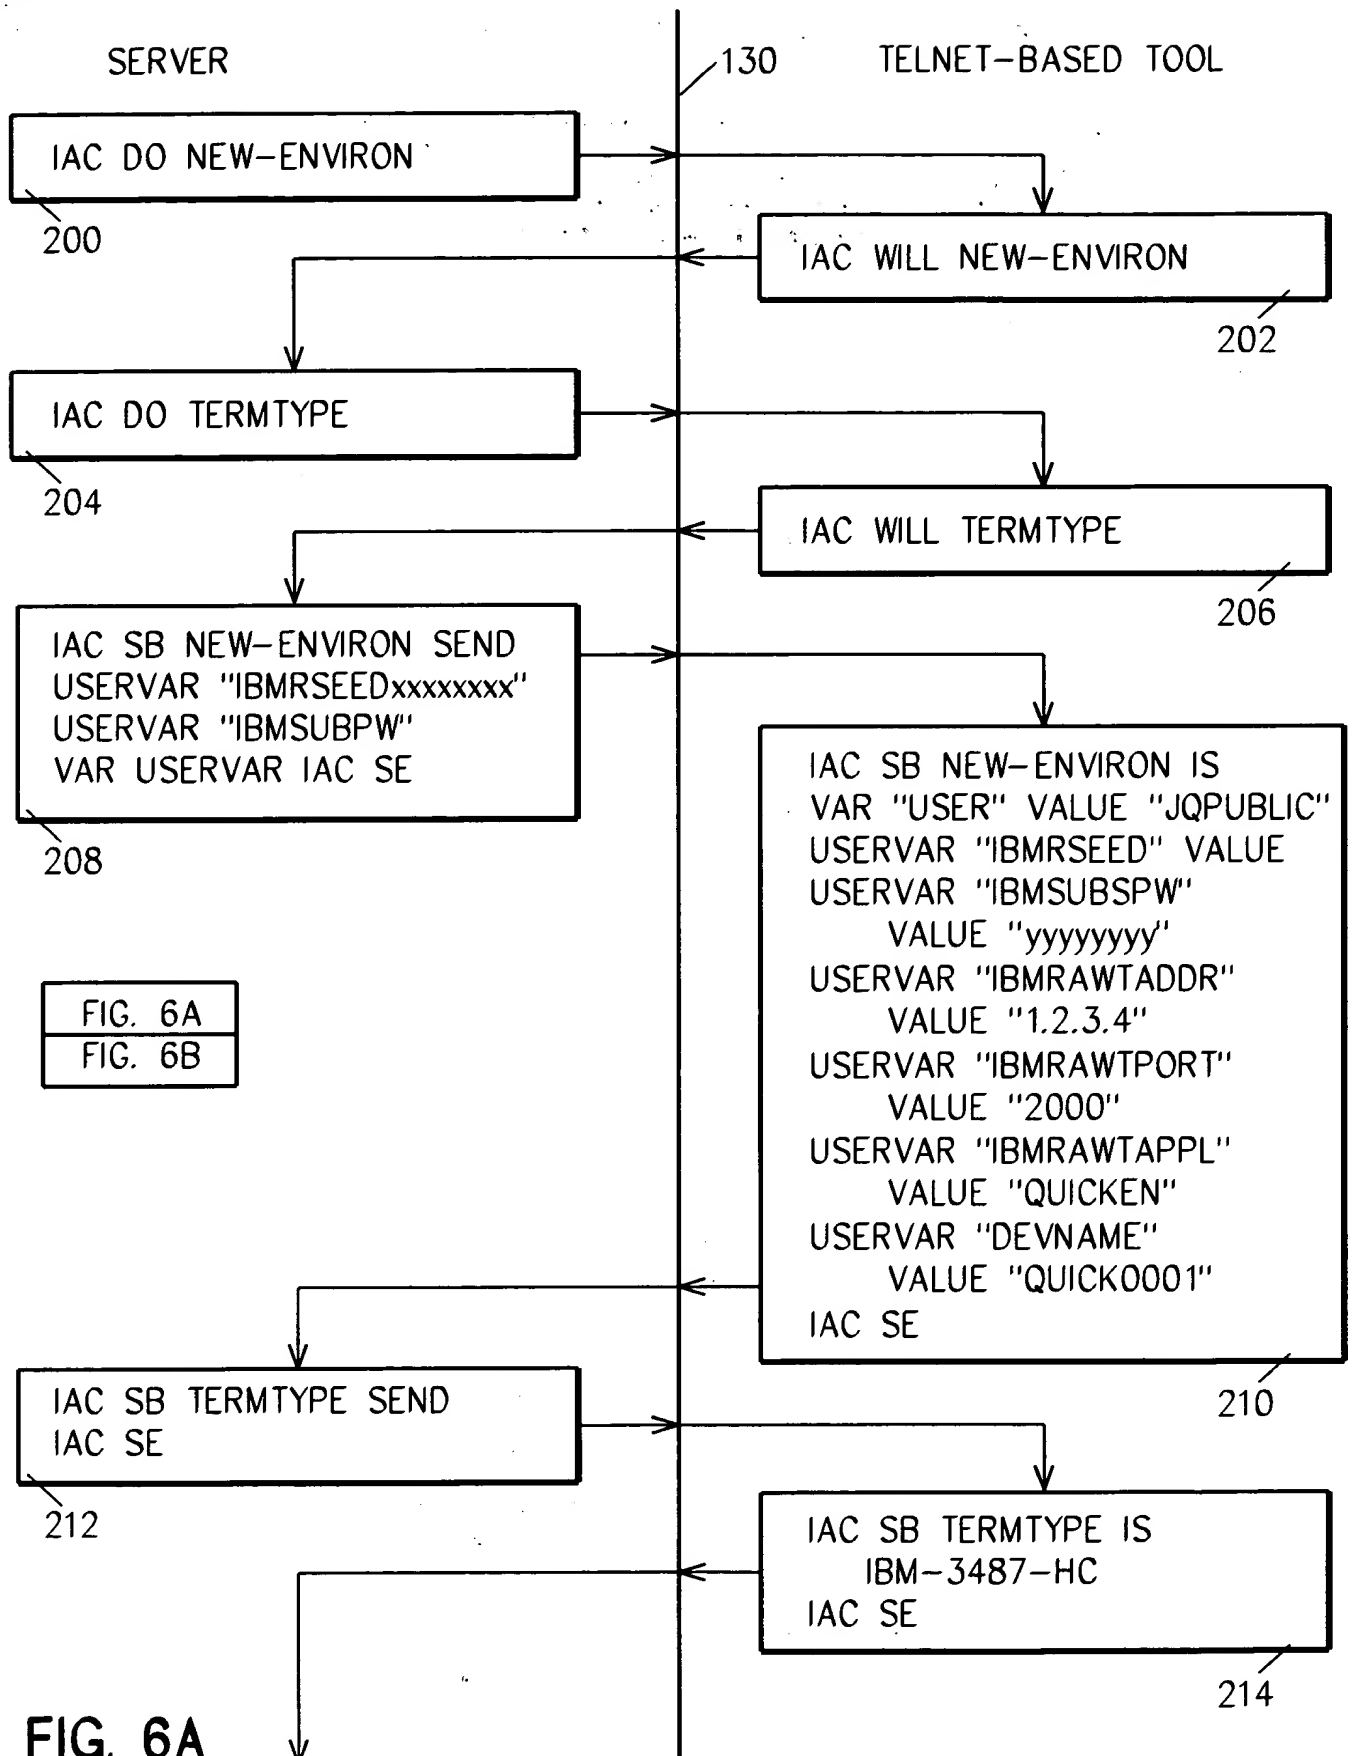 SERVER
130
TELNET-BASED TOOL
IAC DO NEW-ENVIRON
200
IAC WILL NEW-ENVIRON
202
IAC DO TERMTYPE
204
IAC WILL TERMTYPE
206
IAC SB NEW-ENVIRON SEND
USERVAR "IBMRSEEDxxxxxxxx"
USERVAR "IBMSUBPW"
VAR USERVAR IAC SE
208
IAC SB NEW-ENVIRON IS
VAR "USER" VALUE "JQPUBLIC"
USERVAR "IBMRSEED" VALUE
USERVAR "IBMSUBSPW"
VALUE "yyyyyyyy"
USERVAR "IBMRAWTADDR"
VALUE "1.2.3.4"
USERVAR "IBMRAWTPORT"
VALUE "2000"
USERVAR "IBMRAWTAPPL"
VALUE "QUICKEN"
USERVAR "DEVNAME"
VALUE "QUICK0001"
IAC SE
210
FIG. 6A
FIG. 6B
IAC SB TERMTYPE SEND
IAC SE
212
IAC SB TERMTYPE IS
IBM-3487-HC
IAC SE
214
FIG. 6A